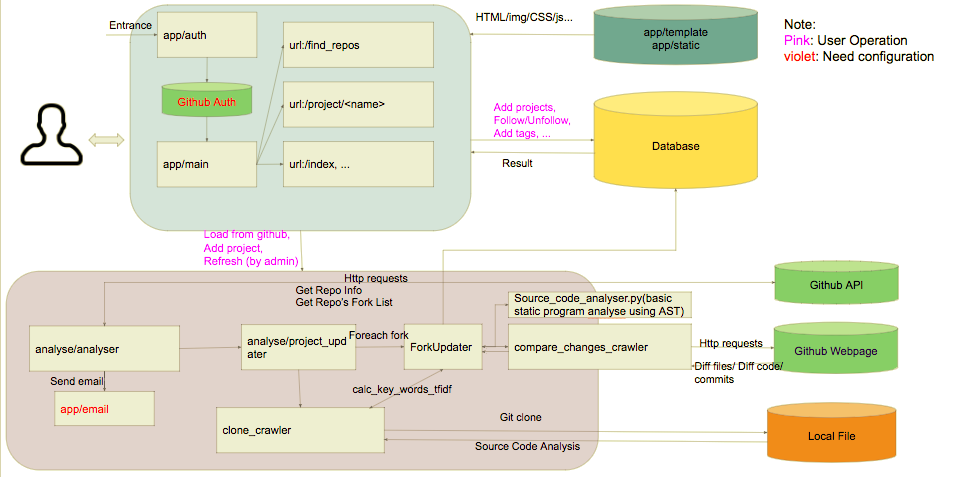 Entrance
app/auth
Github Auth
app/main
url:/find_repos
url:/project/<name>
url:/index, ...
HTML/img/CSS/js...
app/template
app/static
Note:
Pink: User Operation
violet: Need configuration
Add projects,
Follow/Unfollow,
Add tags, ...
Result
Database
Load from github,
Add project,
Refresh (by admin)
Http requests
Get Repo Info
Get Repo's Fork List
Github API
analyse/analyser
Send email
app/email
analyse/project_upd
ater
Foreach fork
ForkUpdater
Source_code_analyser.py(basic
static program analyse using AST)
compare_changes_crawler
Http requests
Diff files/ Diff code/
commits
Github Webpage
calc_key_words_tfidf
clone_crawler
Git clone
Source Code Analysis
Local File